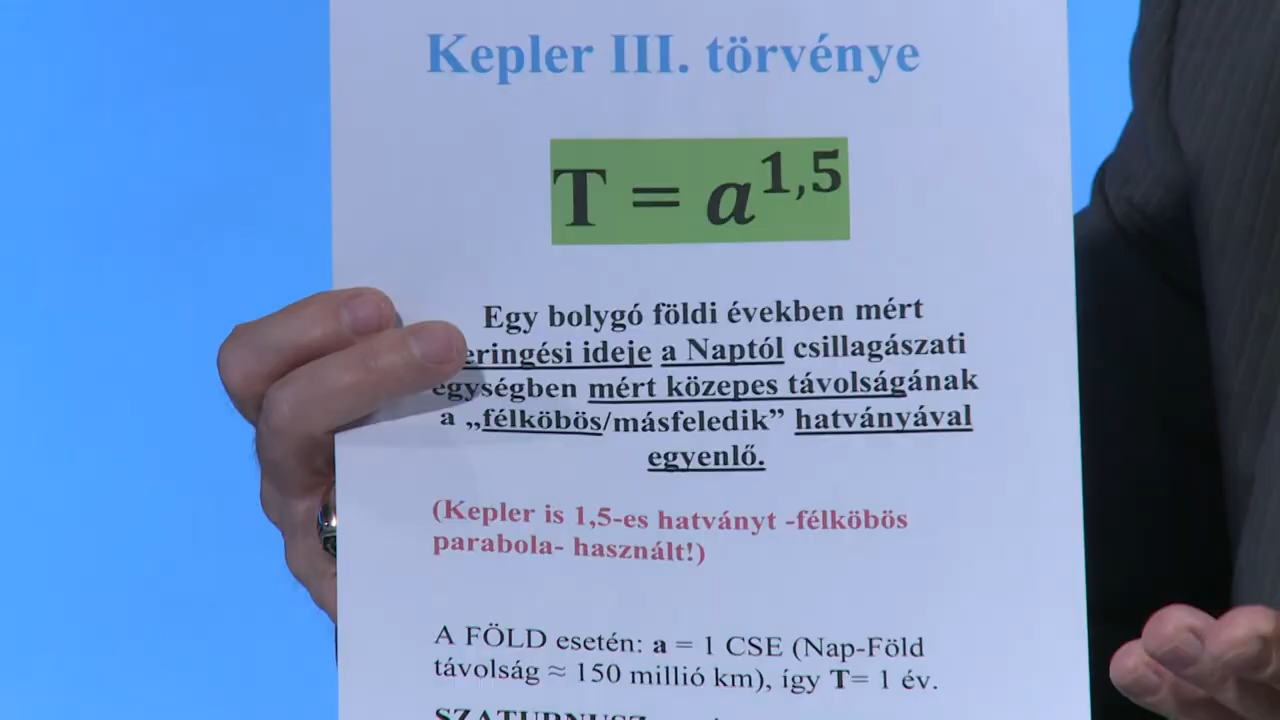 Kepler III. törvénye
T = a^1,5
Egy bolygó földi években mért
eringési ideje a Naptól csillagászati
egységben mért közepes távolságának
a „félköbös/másfeledik” hatványával
egyenlő.
(Kepler is 1,5-es hatványt -félköbös
parabola- használt!)
A FÖLD esetén: a = 1 CSE (Nap-Föld
távolság ≈ 150 millió km), így T= 1 év.